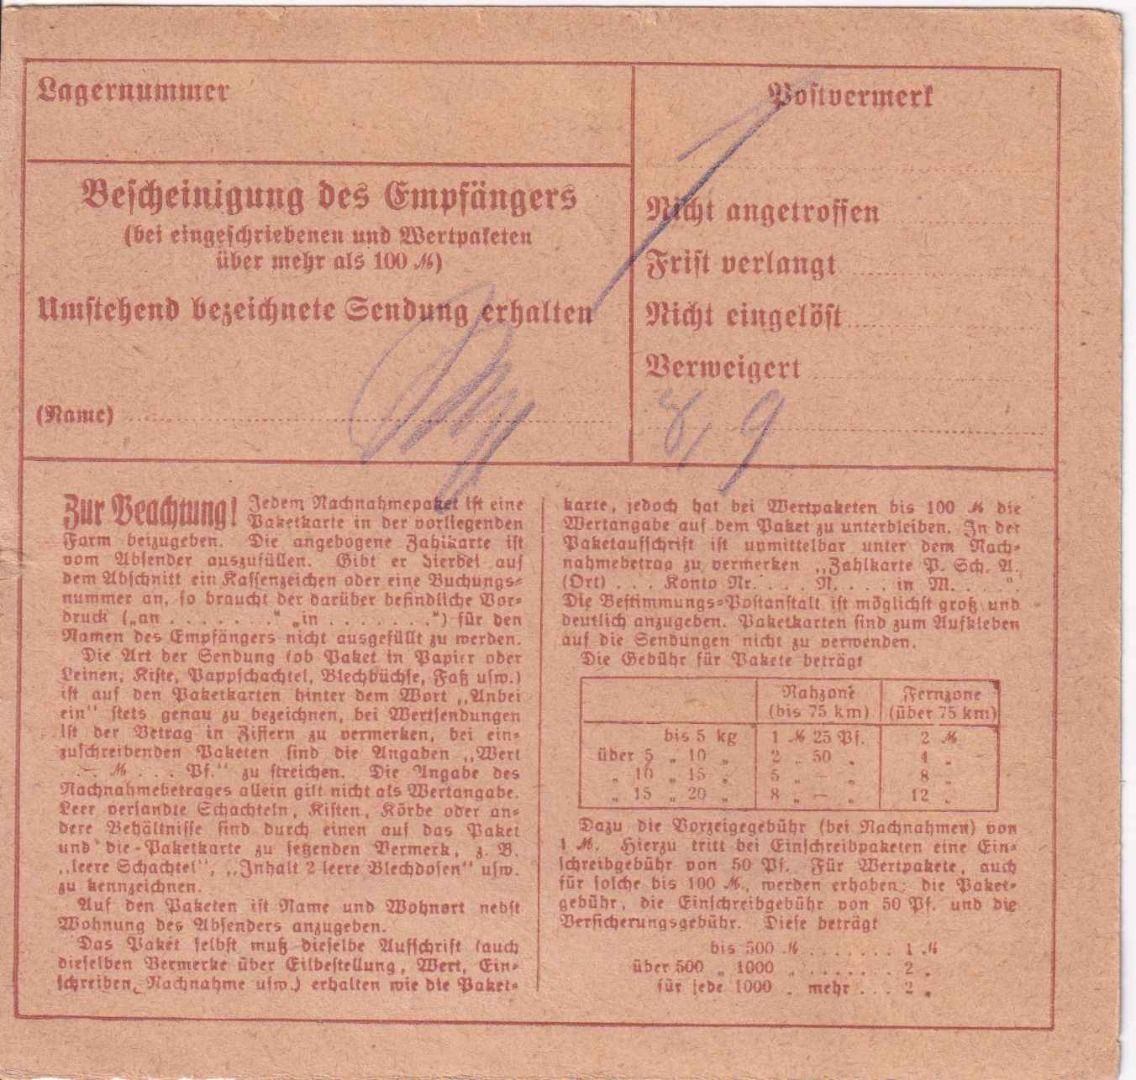 Lagernummer
Postvermerk
Bescheinigung des Empfängers
(bei eingeschriebenen und Wertpaketen
über mehr als 100 ℳ)
Umstehend bezeichnete Sendung erhalten
(Name)
Nicht angetroffen
Frist verlangt
Nicht eingelöst
Verweigert
8/9
Zur Beachtung! Jedem Nachnahmepaket ist eine
Paketkarte in der vorliegenden
Form beizugeben. Die angebogene Zahlkarte ist
vom Absender auszufüllen. Gibt er hierbei auf
dem Abschnitt ein Kassenzeichen oder eine Buchungs-
nummer an, so braucht der darüber befindliche Vor-
druck („an . . . . . . . " „in . . . . . . . .") für den
Namen des Empfängers nicht ausgefüllt zu werden.
Die Art der Sendung (ob Paket in Papier oder
Leinen, Kiste, Pappschachtel, Blechbüchse, Faß usw.)
ist auf den Paketkarten hinter dem Wort „Anbei
ein" stets genau zu bezeichnen, bei Wertsendungen
ist der Betrag in Ziffern zu vermerken, bei ein-
zuschreibenden Paketen sind die Angaben „Wert
— ℳ . . . Pf." zu streichen. Die Angabe des
Nachnahmebetrages allein gilt nicht als Wertangabe.
Leer versandte Schachteln, Kisten, Körbe oder an-
dere Behältnisse sind durch einen auf das Paket
und die Paketkarte zu setzenden Vermerk, z. B.
„leere Schachtel", „Inhalt 2 leere Blechdosen" usw.
zu kennzeichnen.
Auf den Paketen ist Name und Wohnort nebst
Wohnung des Absenders anzugeben.
Das Paket selbst muß dieselbe Aufschrift (auch
dieselben Vermerke über Eilbestellung, Wert, Ein-
schreiben, Nachnahme usw.) erhalten wie die Paket-
karte, jedoch hat bei Wertpaketen bis 100 ℳ die
Wertangabe auf dem Paket zu unterbleiben. In der
Paketaufschrift ist unmittelbar unter dem Nach-
nahmebetrag zu vermerken „Zahlkarte P. Sch. A.
(Ort) . . . Konto Nr. . . . N. . . . in M. . . . . "
Die Bestimmungs-Postanstalt ist möglichst groß und
deutlich anzugeben. Paketkarten sind zum Aufkleben
auf die Sendungen nicht zu verwenden.
Die Gebühr für Pakete beträgt
Nahzone Fernzone
(bis 75 km) (über 75 km)
bis 5 kg 1 ℳ 25 Pf. 2 ℳ
über 5 „ 10 „ 2 „ 50 „ 4 „
„ 10 „ 15 „ 5 „ — „ 8 „
„ 15 „ 20 „ 8 „ — „ 12 „
Dazu die Vorzeigegebühr (bei Nachnahmen) von
1 ℳ. Hierzu tritt bei Einschreibpaketen eine Ein-
schreibgebühr von 50 Pf. Für Wertpakete, auch
für solche bis 100 ℳ, werden erhoben: die Paket-
gebühr, die Einschreibgebühr von 50 Pf. und die
Versicherungsgebühr. Diese beträgt
bis 500 ℳ . . . . . . . 1 ℳ
über 500 „ 1000 „ . . . . . . . 2 „
für jede 1000 „ mehr . . . 2 „